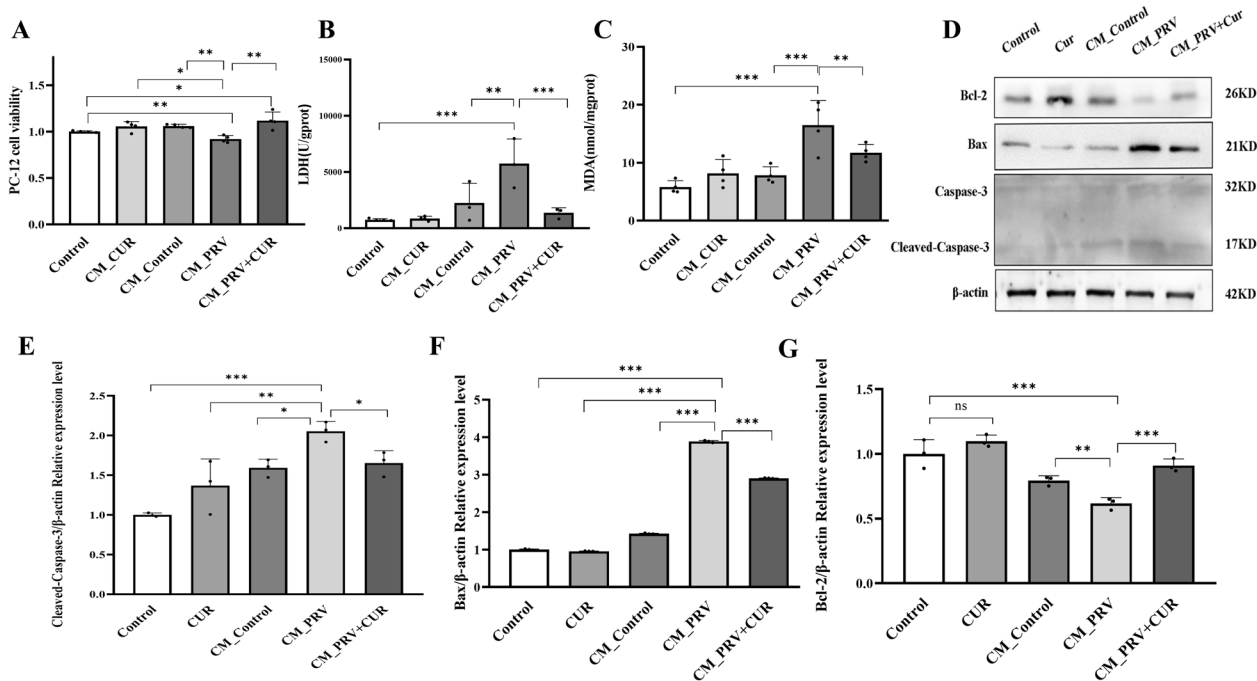 A
PC-12 cell viability
1.5
1.0
0.5
0.0
**
*
**
*
**
Control
CM_CUR
CM_Control
CM_PRV
CM_PRV+CUR
B
LDH(U/gprot)
15000
10000
5000
0
***
**
***
Control
CM_CUR
CM_Control
CM_PRV
CM_PRV+CUR
C
MDA(nmol/mgprot)
30
20
10
0
***
***
**
Control
CM_CUR
CM_Control
CM_PRV
CM_PRV+CUR
D
Control
Cur
CM_Control
CM_PRV
CM_PRV+Cur
Bcl-2
26KD
Bax
21KD
Caspase-3
32KD
Cleaved-Caspase-3
17KD
β-actin
42KD
E
Cleaved-Caspase-3/β-actin Relative expression level
2.5
2.0
1.5
1.0
0.5
0.0
***
**
*
*
Control
CUR
CM_Control
CM_PRV
CM_PRV+CUR
F
Bax/β-actin Relative expression level
5
4
3
2
1
0
***
***
***
***
Control
CUR
CM_Control
CM_PRV
CM_PRV+CUR
G
Bcl-2/β-actin Relative expression level
1.5
1.0
0.5
0.0
***
ns
**
***
Control
CUR
CM_Control
CM_PRV
CM_PRV+CUR